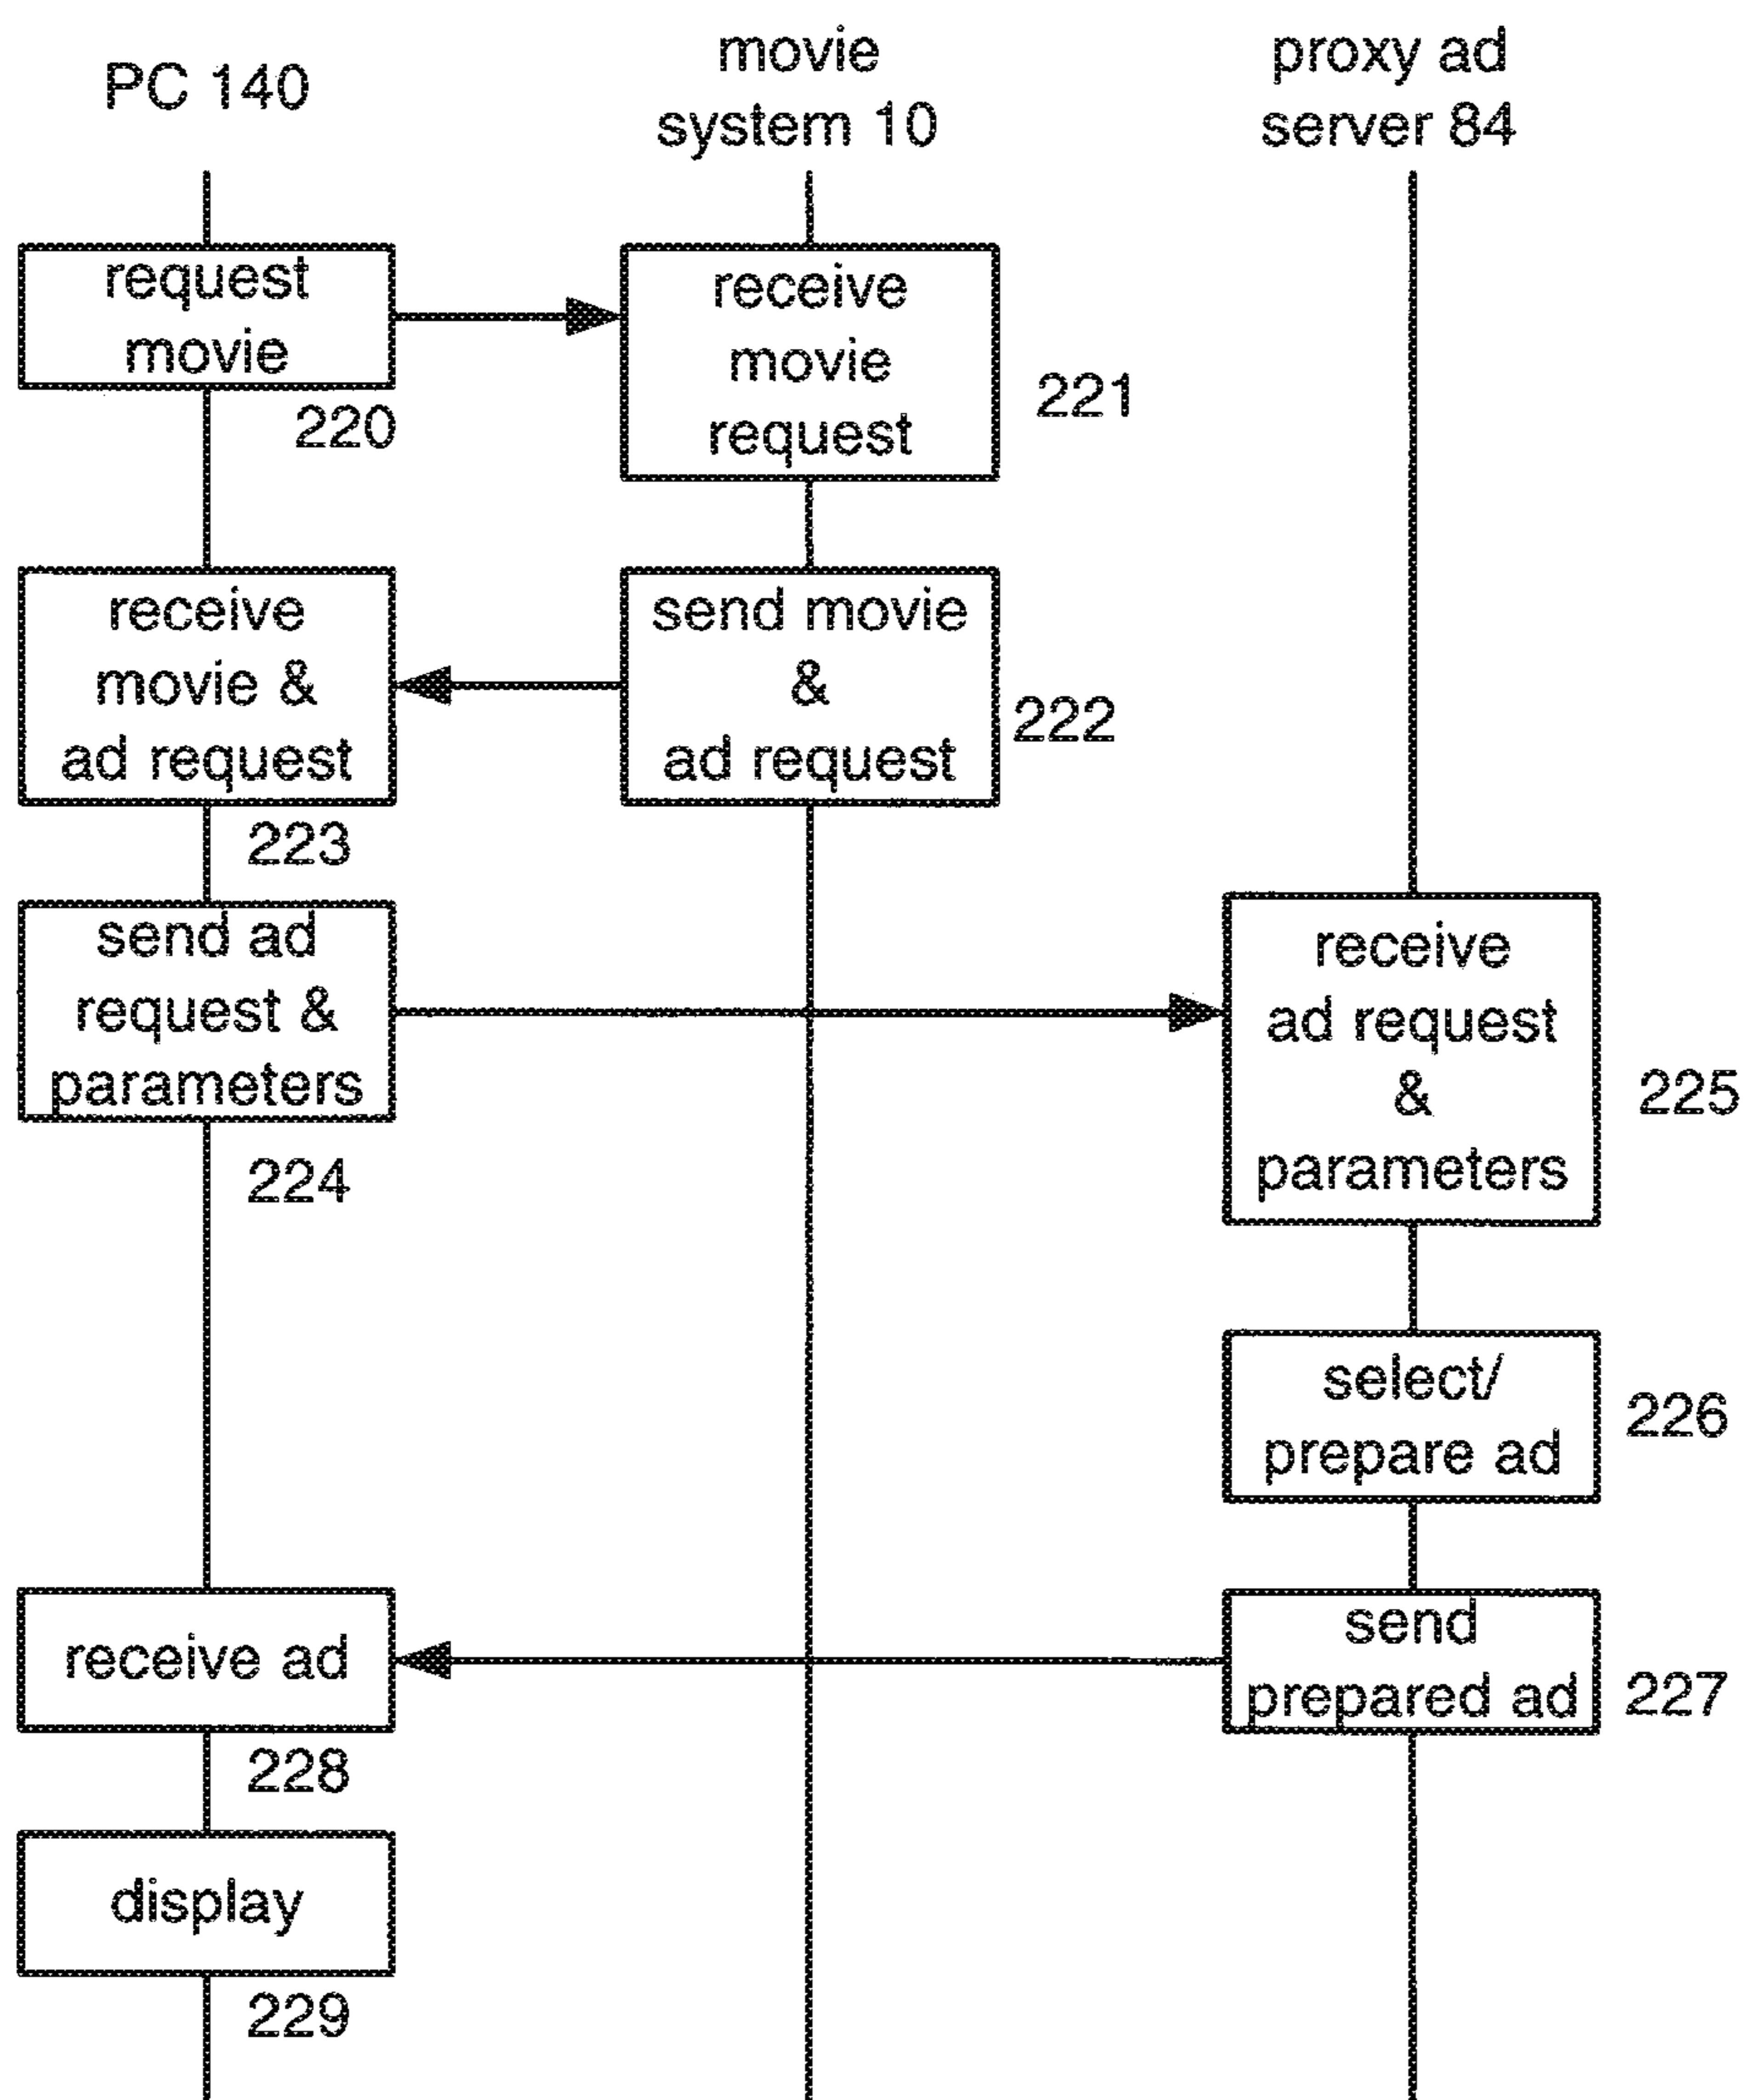 PC 140
movie
system 10
proxy ad
server 84
request
movie
220
receive
movie
request
221
receive
movie &
ad request
223
send movie
&
ad request
222
send ad
request &
parameters
224
receive
ad request
&
parameters
225
select/
prepare ad
226
send
prepared ad
227
receive ad
228
display
229